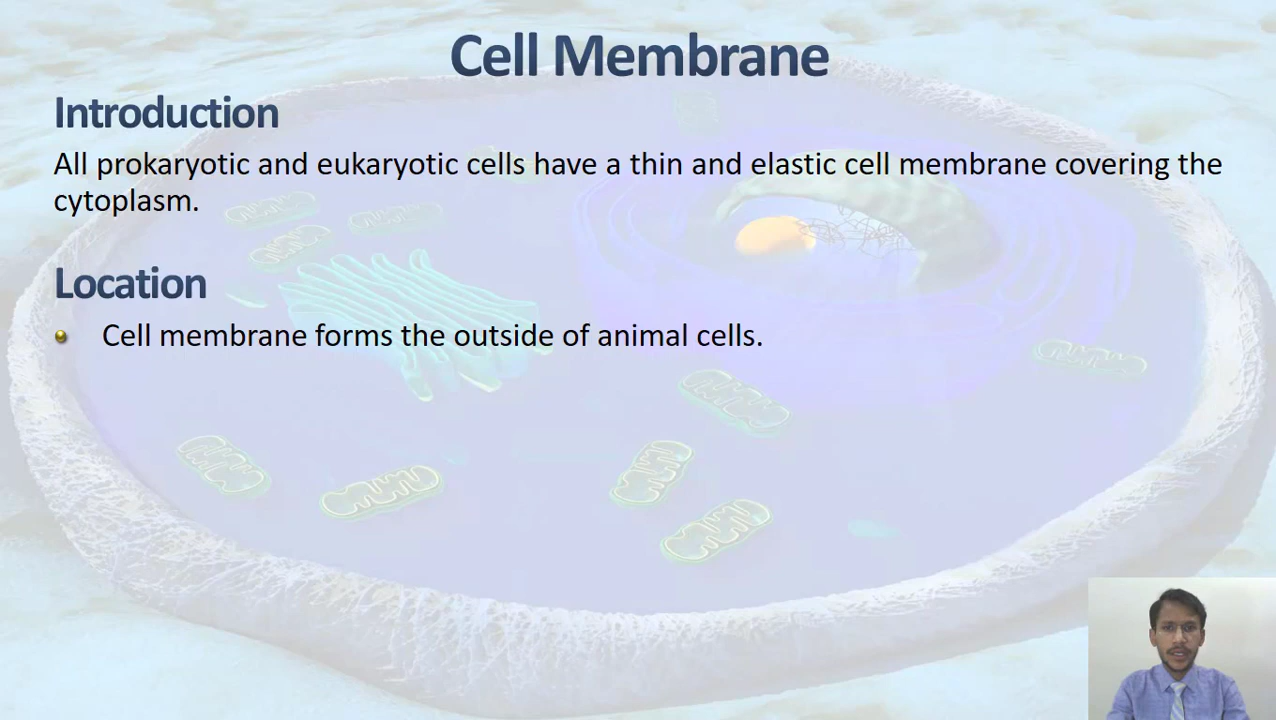 Cell Membrane
Introduction
All prokaryotic and eukaryotic cells have a thin and elastic cell membrane covering the
cytoplasm.
Location
Cell membrane forms the outside of animal cells.